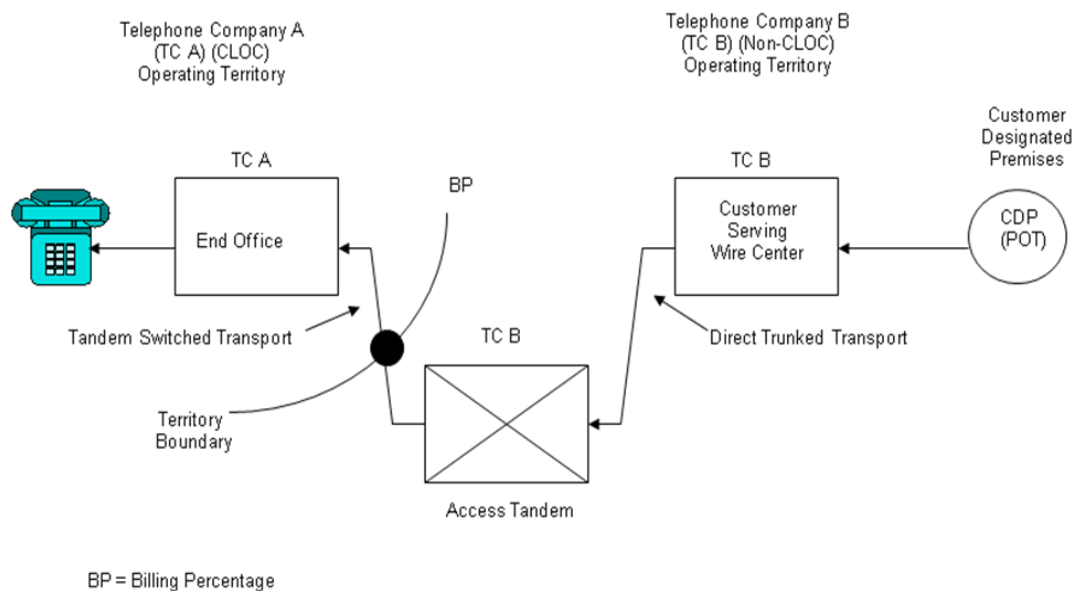 Telephone Company A
(TC A) (CLOC)
Operating Territory
Telephone Company B
(TC B) (Non-CLOC)
Operating Territory
Customer
Designated
Premises
TC A
BP
TC B
End Office
Customer
Serving
Wire Center
CDP
(POT)
Tandem Switched Transport
TC B
Direct Trunked Transport
Territory
Boundary
Access Tandem
BP = Billing Percentage